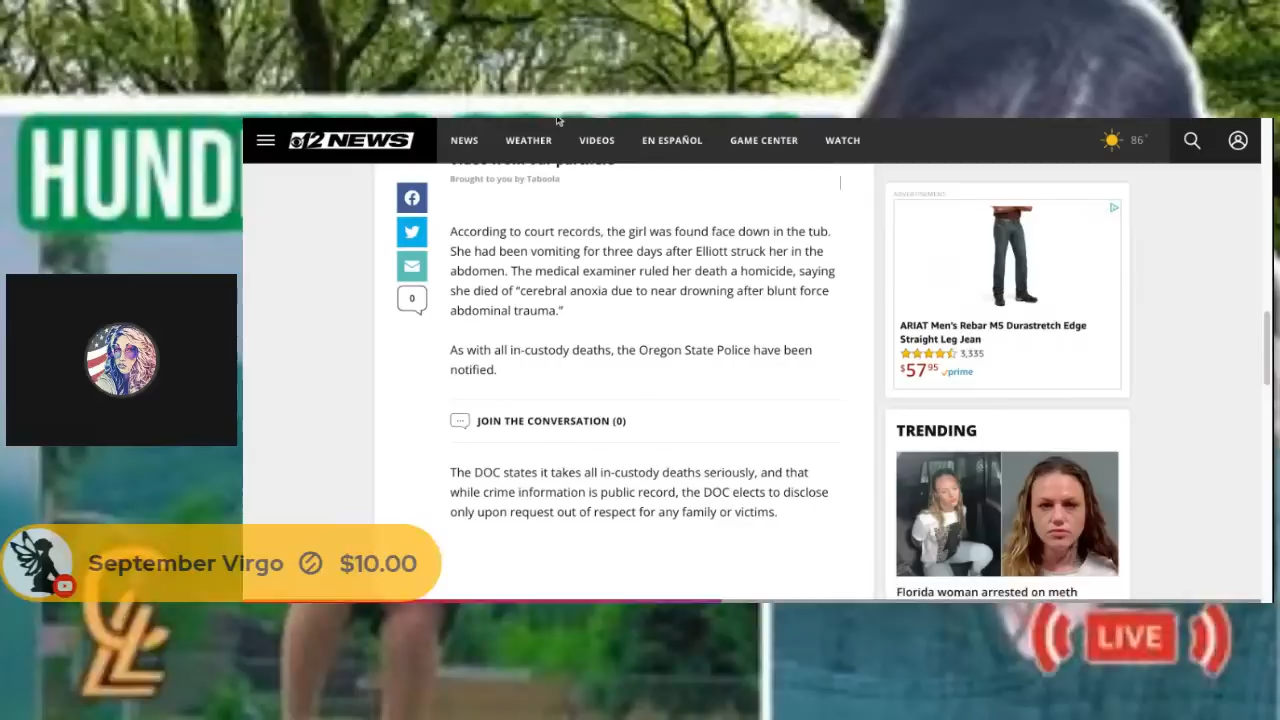 HUND
12 NEWS
NEWS
WEATHER
VIDEOS
EN ESPAÑOL
GAME CENTER
WATCH
86°
Brought to you by Taboola
According to court records, the girl was found face down in the tub.
She had been vomiting for three days after Elliott struck her in the
abdomen. The medical examiner ruled her death a homicide, saying
she died of “cerebral anoxia due to near drowning after blunt force
abdominal trauma.”
0
As with all in-custody deaths, the Oregon State Police have been
notified.
JOIN THE CONVERSATION (0)
The DOC states it takes all in-custody deaths seriously, and that
while crime information is public record, the DOC elects to disclose
only upon request out of respect for any family or victims.
ADVERTISEMENT
ARIAT Men's Rebar M5 Durastretch Edge
Straight Leg Jean
3,335
$57 95 prime
TRENDING
Florida woman arrested on meth
September Virgo $10.00
LIVE